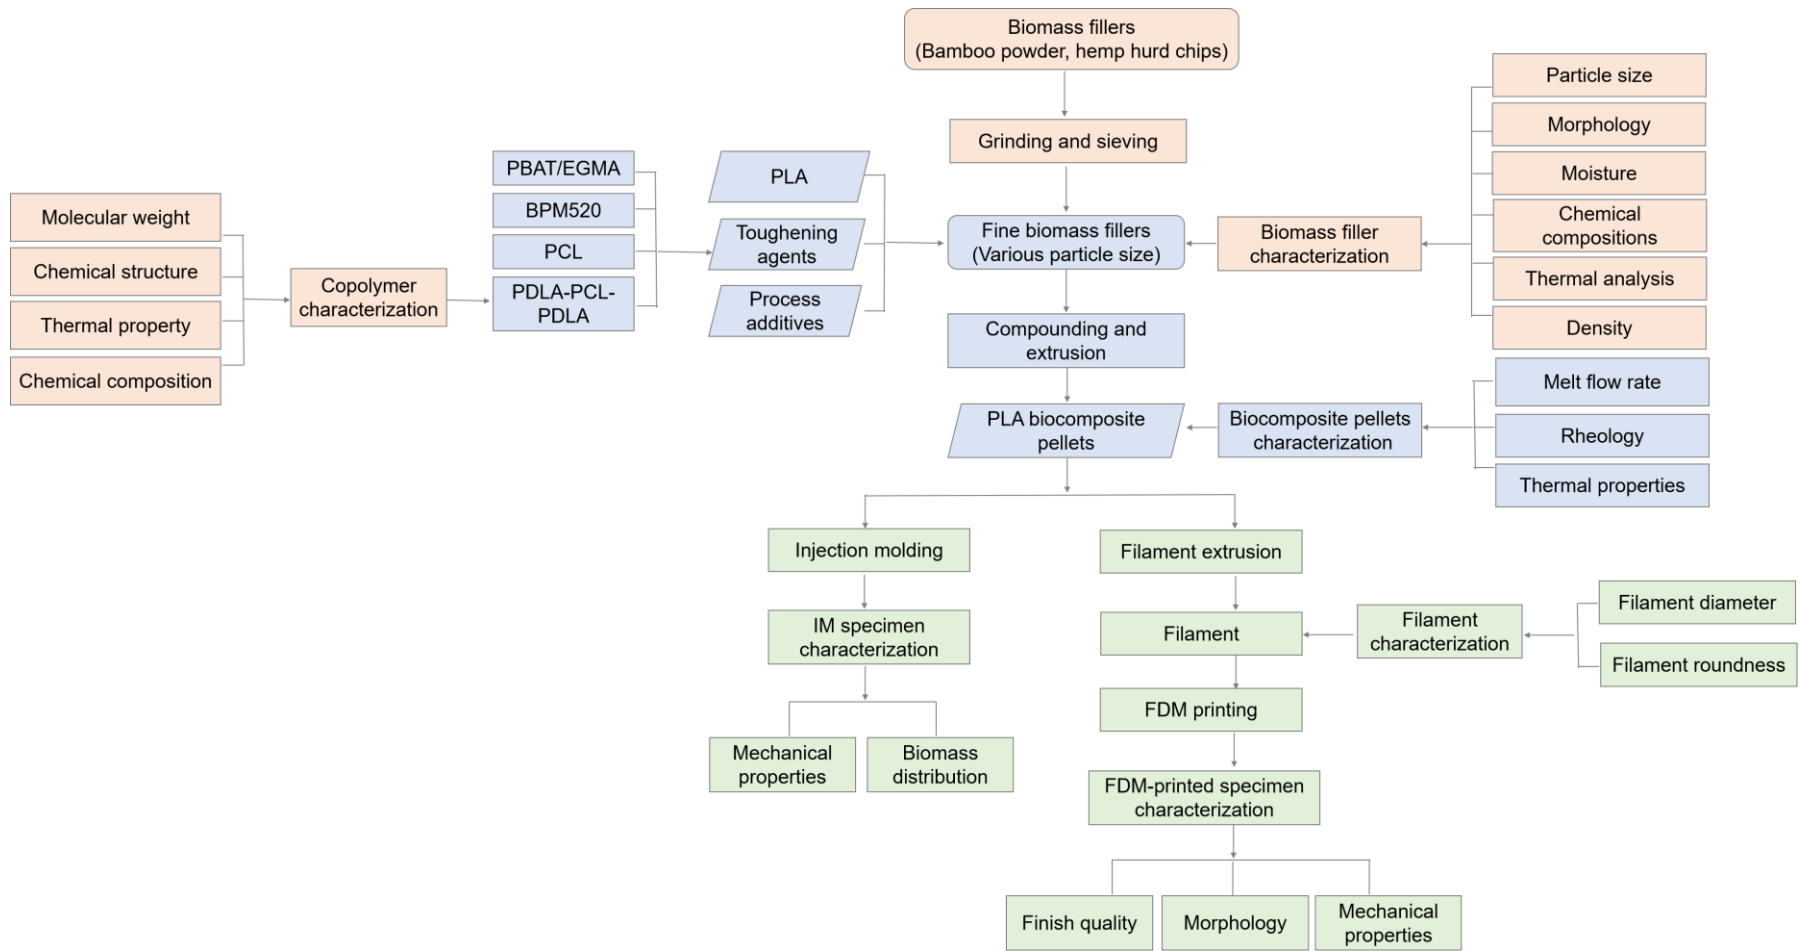 Biomass fillers
(Bamboo powder, hemp hurd chips)
Grinding and sieving
Particle size
Morphology
Moisture
Chemical
compositions
Thermal analysis
Density
Molecular weight
Chemical structure
Thermal property
Chemical composition
Copolymer
characterization
PBAT/EGMA
BPM520
PCL
PDLA-PCL-
PDLA
PLA
Toughening
agents
Process
additives
Fine biomass fillers
(Various particle size)
Biomass filler
characterization
Compounding and
extrusion
PLA biocomposite
pellets
Biocomposite pellets
characterization
Melt flow rate
Rheology
Thermal properties
Injection molding
IM specimen
characterization
Mechanical
properties
Biomass
distribution
Filament extrusion
Filament
Filament
characterization
Filament diameter
Filament roundness
FDM printing
FDM-printed specimen
characterization
Finish quality
Morphology
Mechanical
properties